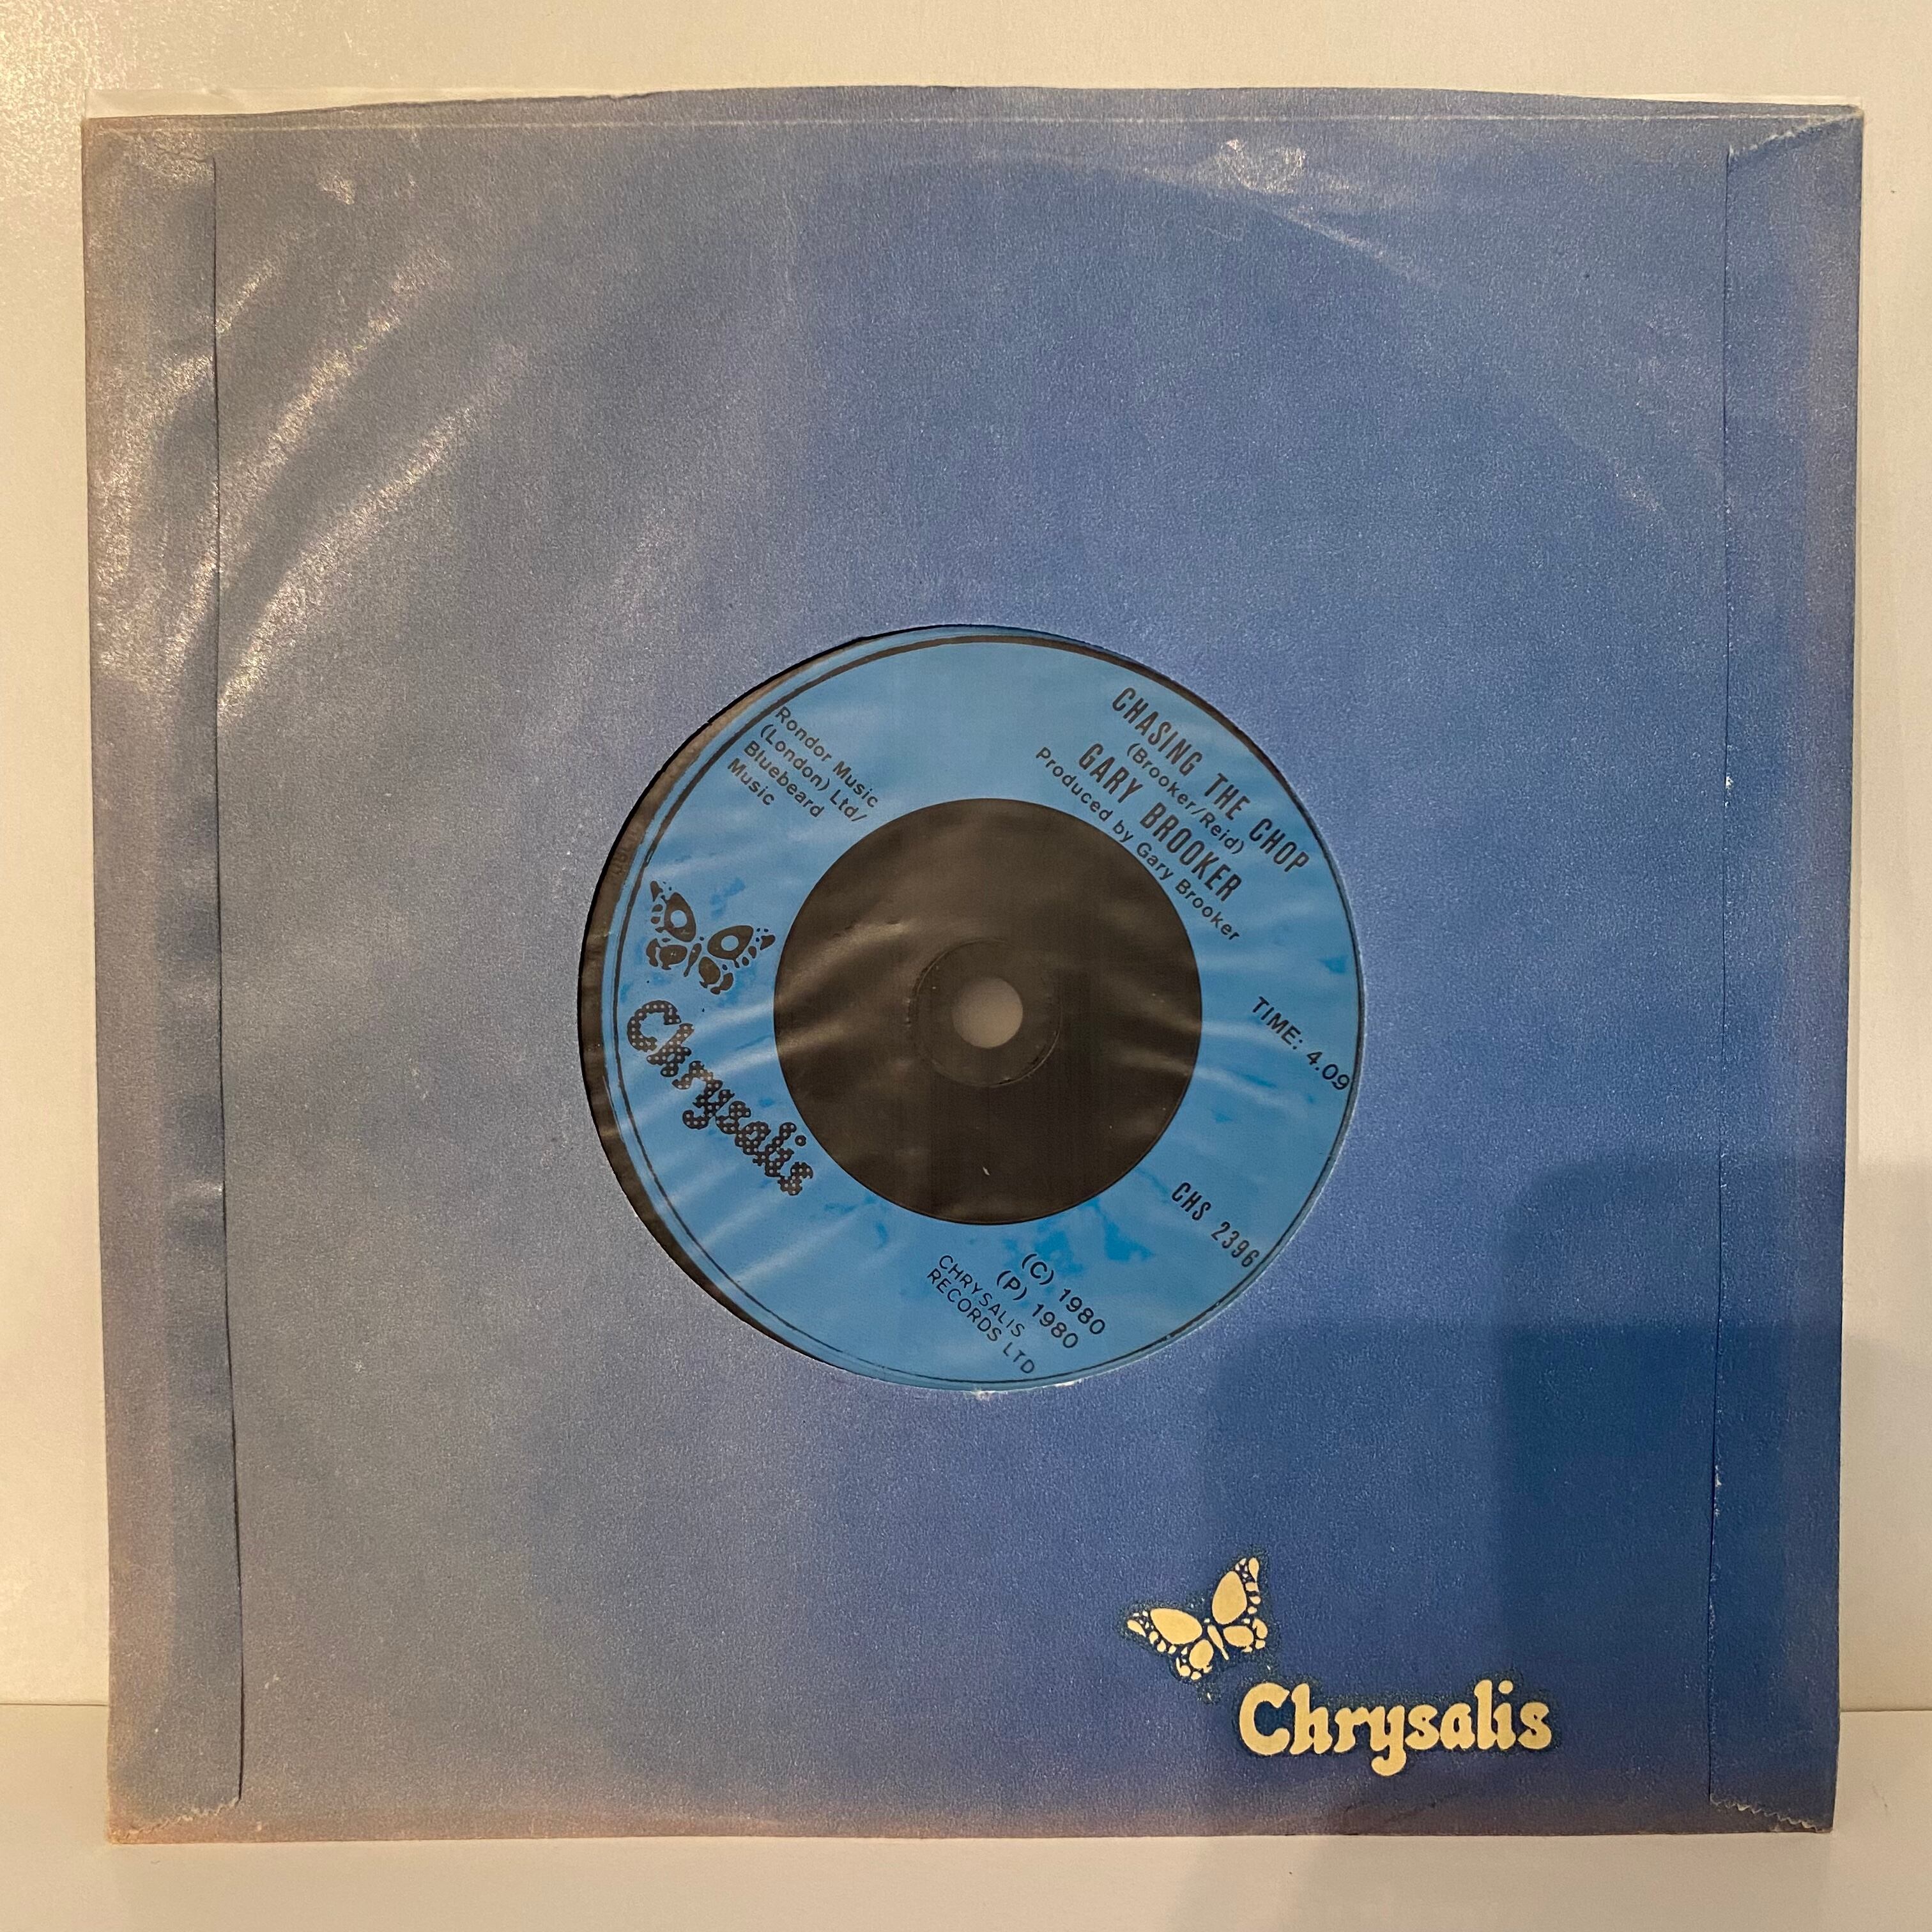 CHASING THE CHOP
(Brooker/Reid)
GARY BROOKER
Produced by Gary Brooker
Rondor Music
(London) Ltd/
Bluebeard
Music
TIME: 4.09
CHS 2396
(C) 1980
(P) 1980
CHRYSALIS
RECORDS LTD
Chrysalis
Chrysalis